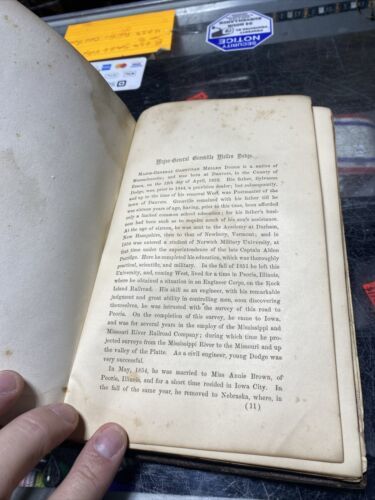 SECURITY
NOTICE
Major-General Grenville Mellen Dodge.
MAJOR-GENERAL GRENVILLE MELLEN DODGE is a native of
Massachusetts; and was born at Danvers, in the County of
Essex, on the 12th day of April, 1832. His father, Sylvanus
Dodge, was prior to 1844, a provision dealer; but subsequently,
and up to the time of his removal West, was Postmaster of the
town of Danvers. Grenville remained with his father till he
was sixteen years of age, having, prior to this time, been afforded
only a limited common school education; for his father's busi-
ness had been such as to require much of his son's assistance.
At the age of sixteen, he was sent to the Academy at Durham,
New Hampshire, then to that of Newbury, Vermont, and in
1850 was entered a student of Norwich Military University, at
that time under the superintendence of the late Captain Alden
Partridge. Here he completed his education, which was thoroughly
practical, scientific, and military. In the fall of 1851 he left this
University, and, coming West, lived for a time in Peoria, Illinois,
where he obtained a situation in an Engineer Corps, on the Rock
Island Railroad. His skill as an engineer, with his remarkable
judgment and great ability in controlling men, soon discovering
themselves, he was intrusted with the survey of this road to
Peoria. On the completion of this survey, he came to Iowa,
and was for several years in the employ of the Mississippi and
Missouri River Railroad Company; during which time he pro-
jected surveys from the Mississippi River to the Missouri and up
the valley of the Platte. As a civil engineer, young Dodge was
very successful.
In May, 1854, he was married to Miss Annie Brown, of
Peoria, Illinois, and for a short time resided in Iowa City. In
the fall of the same year, he removed to Nebraska, where, in
(11)